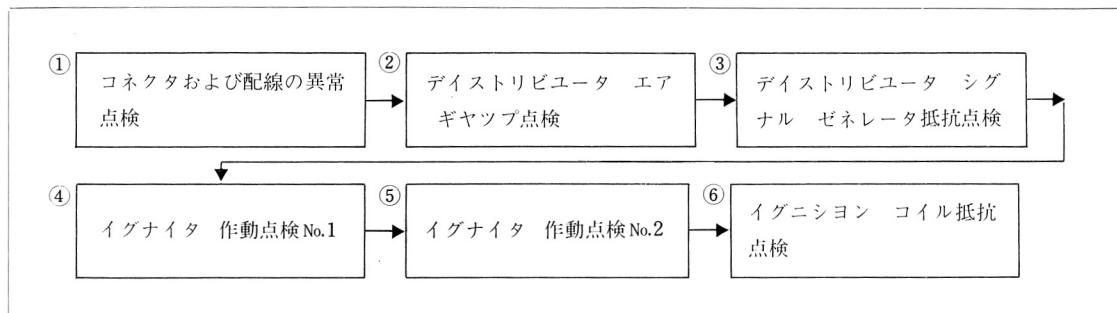 ① コネクタおよび配線の異常
点検
② デイストリビユータ エア
ギヤツプ点検
③ デイストリビユータ シグ
ナル ゼネレータ抵抗点検
④ イグナイタ 作動点検No.1
⑤ イグナイタ 作動点検No.2
⑥ イグニシヨン コイル抵抗
点検